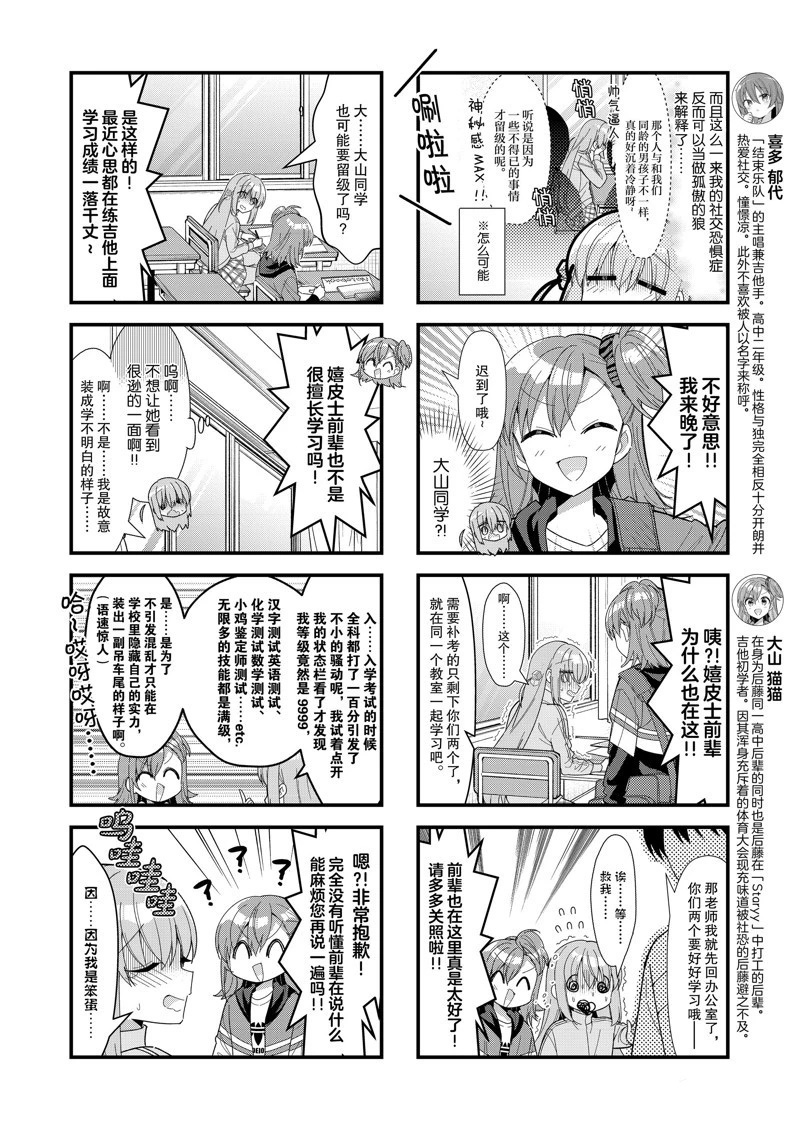 喜多 郁代
「结束乐队」的主唱兼吉他手。高中二年级。性格与独完全相反十分开朗并
热爱社交。憧憬凉。此外不喜欢被人以名字来称呼。
大山 猫猫
在身为后藤同一高中后辈的同时也是后藤在「Starry」中打工的后辈。
吉他初学者。因其浑身充斥着的体育大会现充味道被社恐的后藤避之不及。
而且这么一来我的社交恐惧症
反而可以当做孤傲的狼
来解释了……
悄悄
帅气逼人
那个人与和我们
同龄的男孩子不一样，
真的好沉着冷静呀~
悄悄
听说是因为
一些不得已的事情
才留级的呢。
悄悄
神秘感MAX!!
唰啦啦
※怎么可能
不好意思!!
我来晚了!!
迟到了哦~
大山同学?!
咦?!嬉皮士前辈
为什么也在这!!
啊……这个……
需要补考的只剩下你们两个了，
就在同一个教室一起学习吧。
那老师我就先回办公室了，
你们两个要好好学习哦——
诶……等……
救我……
前辈也在这里真是太好了！
请多多关照啦!!
大……大山同学
也可能要留级了吗？
是这样的！
最近心思都在练吉他上面
学习成绩一落千丈~
嬉皮士前辈也不是
很擅长学习吗！
呜啊……
不想让她看到
很逊的一面啊!!
啊……不是……我是故意
装成学不明白的样子……
入……入学考试的时候
全科都打了一百分引发了
不小的骚动呢，我试着点开
我的状态栏看了才发现
我等级竟然是9999
汉字测试英语测试、
化学测试数学测试、
小鸡鉴定师测试……etc
无限多的技能都是满级。
是……是为了
不引发混乱才只能在
学校里隐藏自己的实力，
装出一副吊车尾的样子啊。
（语速惊人）
哈~哎呀哎呀……
嗯?!非常抱歉！
完全没有听懂前辈在说什么
能麻烦您再说一遍吗!!
？
？
？
呜哇哇哇
因……因为我是笨蛋……